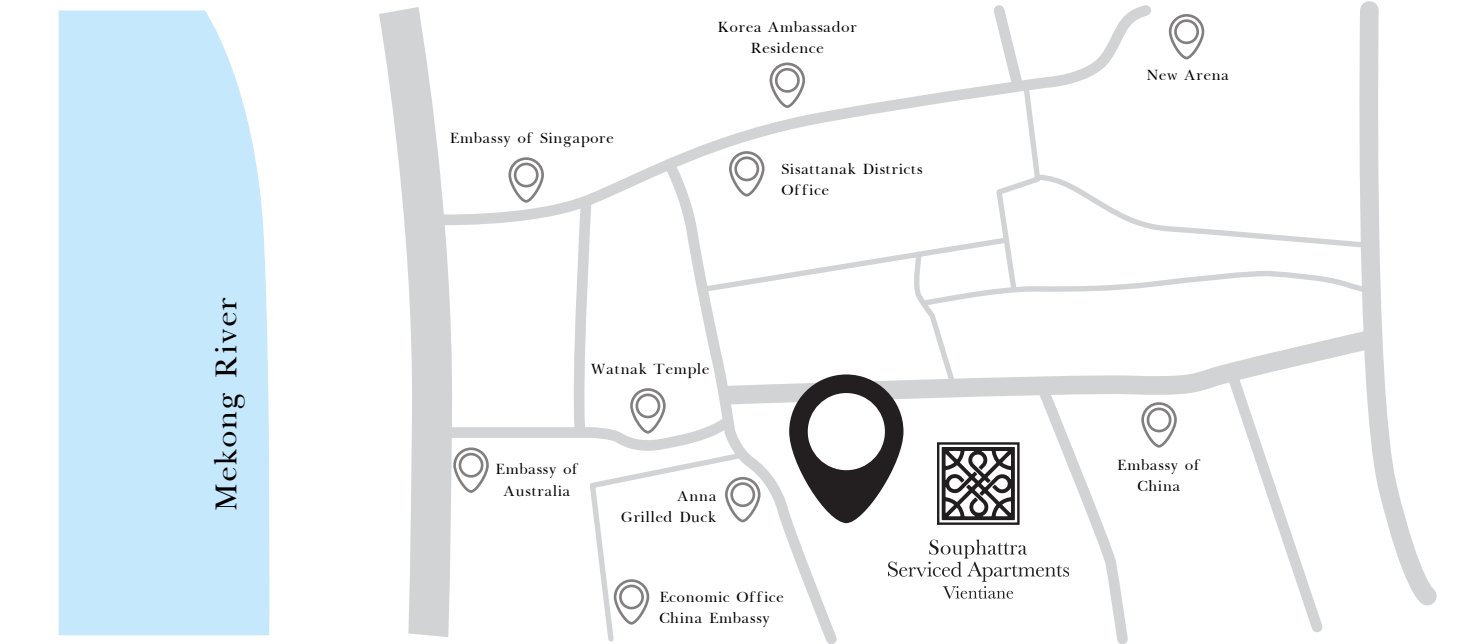 Korea Ambassador
Residence
New Arena
Embassy of Singapore
Sisattanak Districts
Office
Mekong River
Watnak Temple
Embassy of
Australia
Anna
Grilled Duck
Embassy of
China
Souphattra
Serviced Apartments
Vientiane
Economic Office
China Embassy